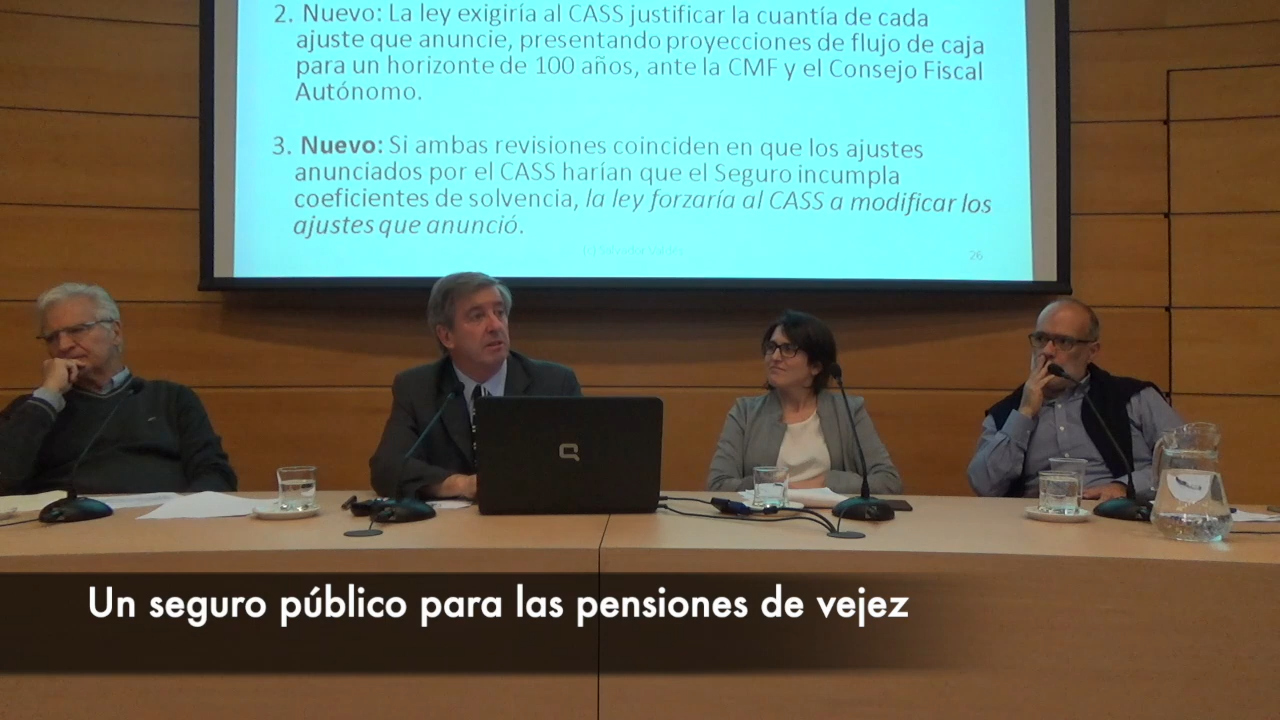 2. Nuevo: La ley exigiría al CASS justificar la cuantía de cada
ajuste que anuncie, presentando proyecciones de flujo de caja
para un horizonte de 100 años, ante la CMF y el Consejo Fiscal
Autónomo.
3. Nuevo: Si ambas revisiones coinciden en que los ajustes
anunciados por el CASS harían que el Seguro incumpla
coeficientes de solvencia, la ley forzaría al CASS a modificar los
ajustes que anunció.
(c) Salvador Valdés
26
Un seguro público para las pensiones de vejez